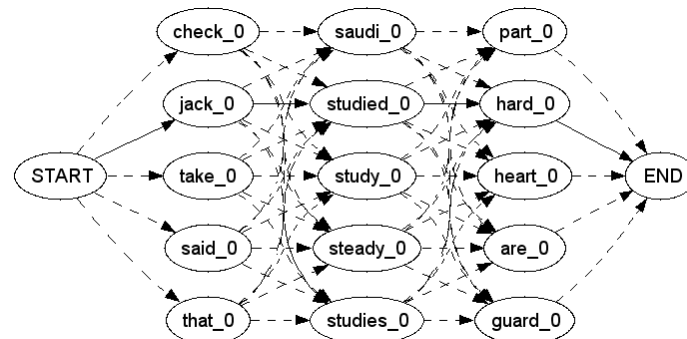 check_0 saudi_0 part_0
jack_0 studied_0 hard_0
START take_0 study_0 heart_0 END
said_0 steady_0 are_0
that_0 studies_0 guard_0